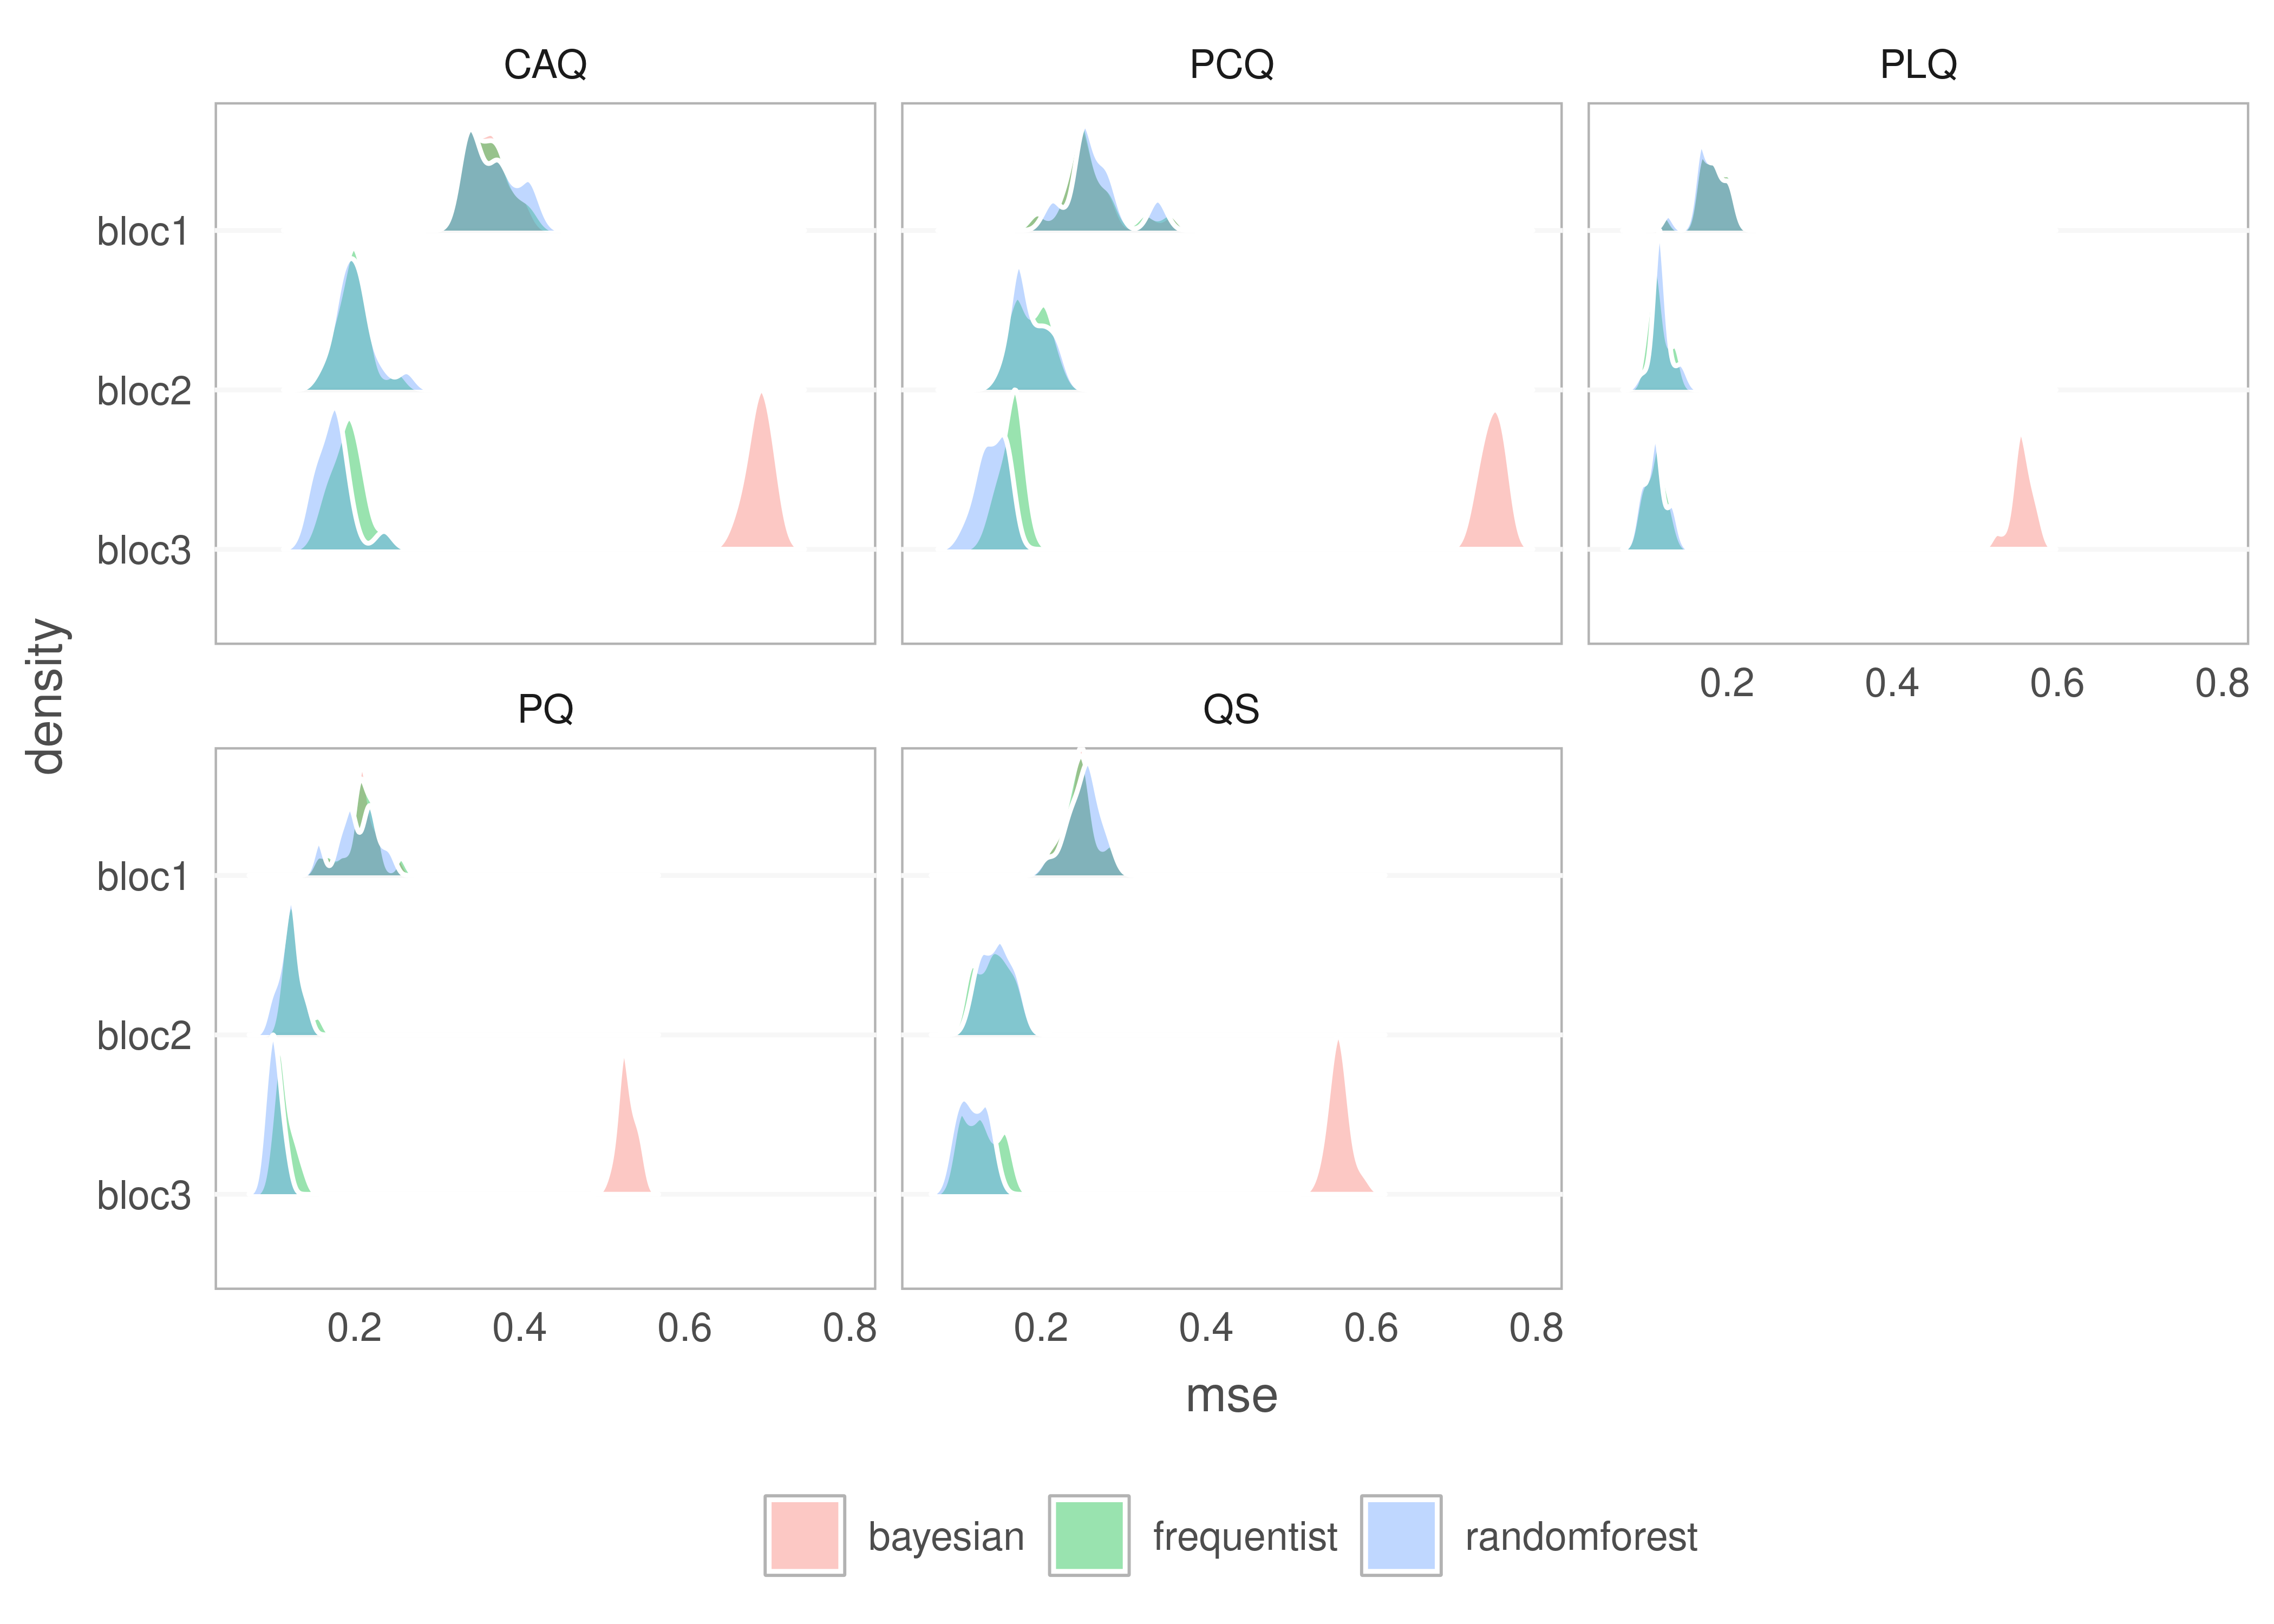 CAQ PCQ PLQ
bloc1
bloc2
bloc3
0.2 0.4 0.6 0.8
density
PQ QS
bloc1
bloc2
bloc3
0.2 0.4 0.6 0.8 0.2 0.4 0.6 0.8
mse
bayesian frequentist randomforest